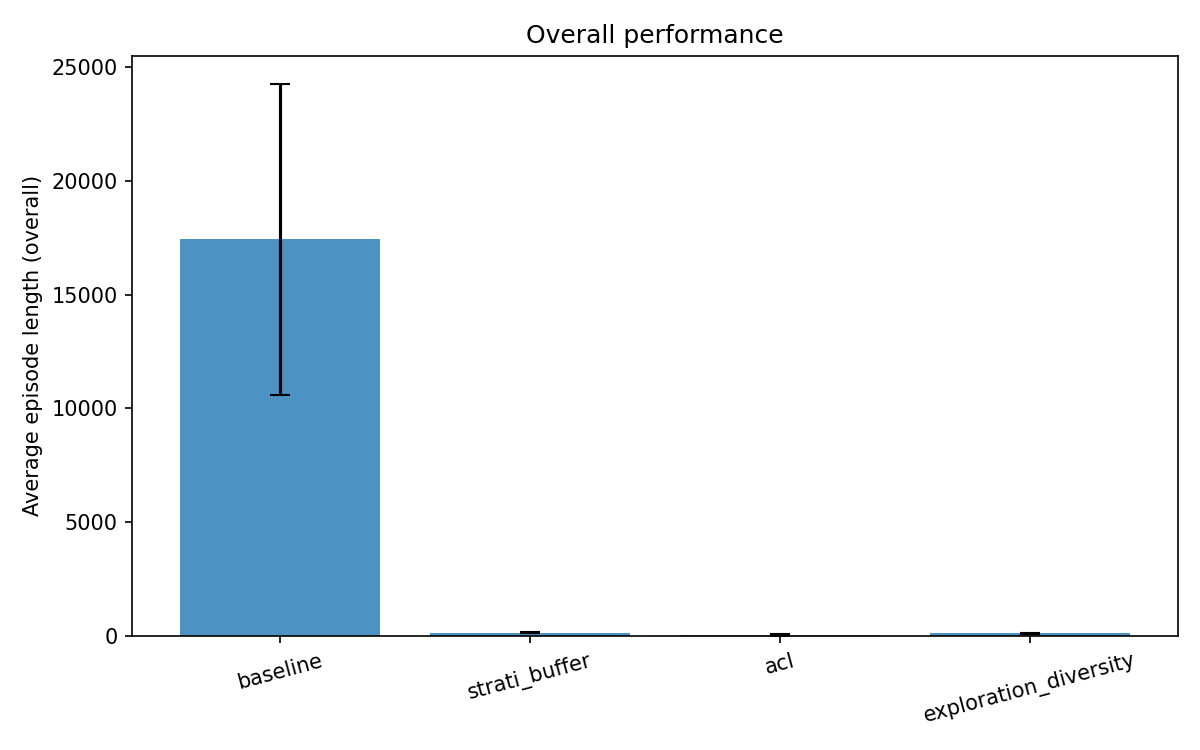 Overall performance
Average episode length (overall)
25000
20000
15000
10000
5000
0
baseline
strati_buffer
acl
exploration_diversity